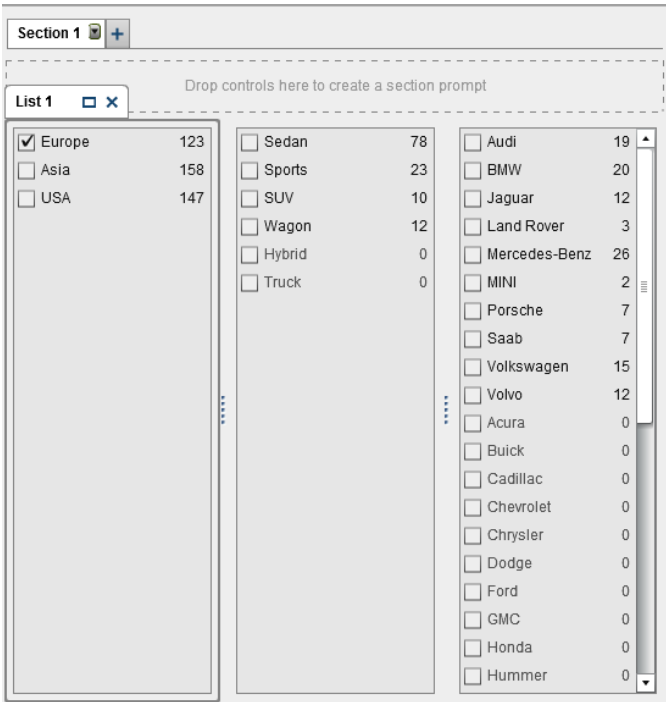 Section 1
+
Drop controls here to create a section prompt
List 1
Europe 123
Asia 158
USA 147
Sedan 78
Sports 23
SUV 10
Wagon 12
Hybrid 0
Truck 0
Audi 19
BMW 20
Jaguar 12
Land Rover 3
Mercedes-Benz 26
MINI 2
Porsche 7
Saab 7
Volkswagen 15
Volvo 12
Acura 0
Buick 0
Cadillac 0
Chevrolet 0
Chrysler 0
Dodge 0
Ford 0
GMC 0
Honda 0
Hummer 0